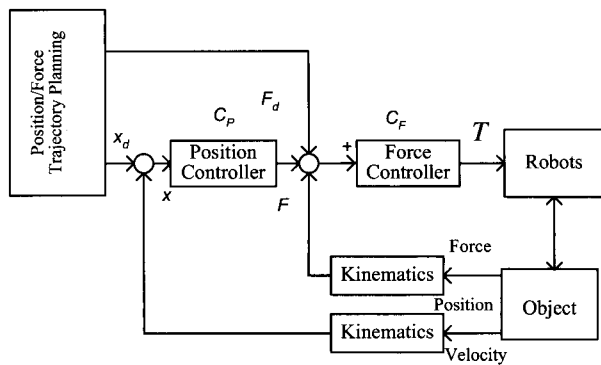 Position/Force
Trajectory Planning
x_d
x
C_P
Position
Controller
F_d
F
+
C_F
Force
Controller
T
Robots
Force
Kinematics
Position
Object
Kinematics
Velocity